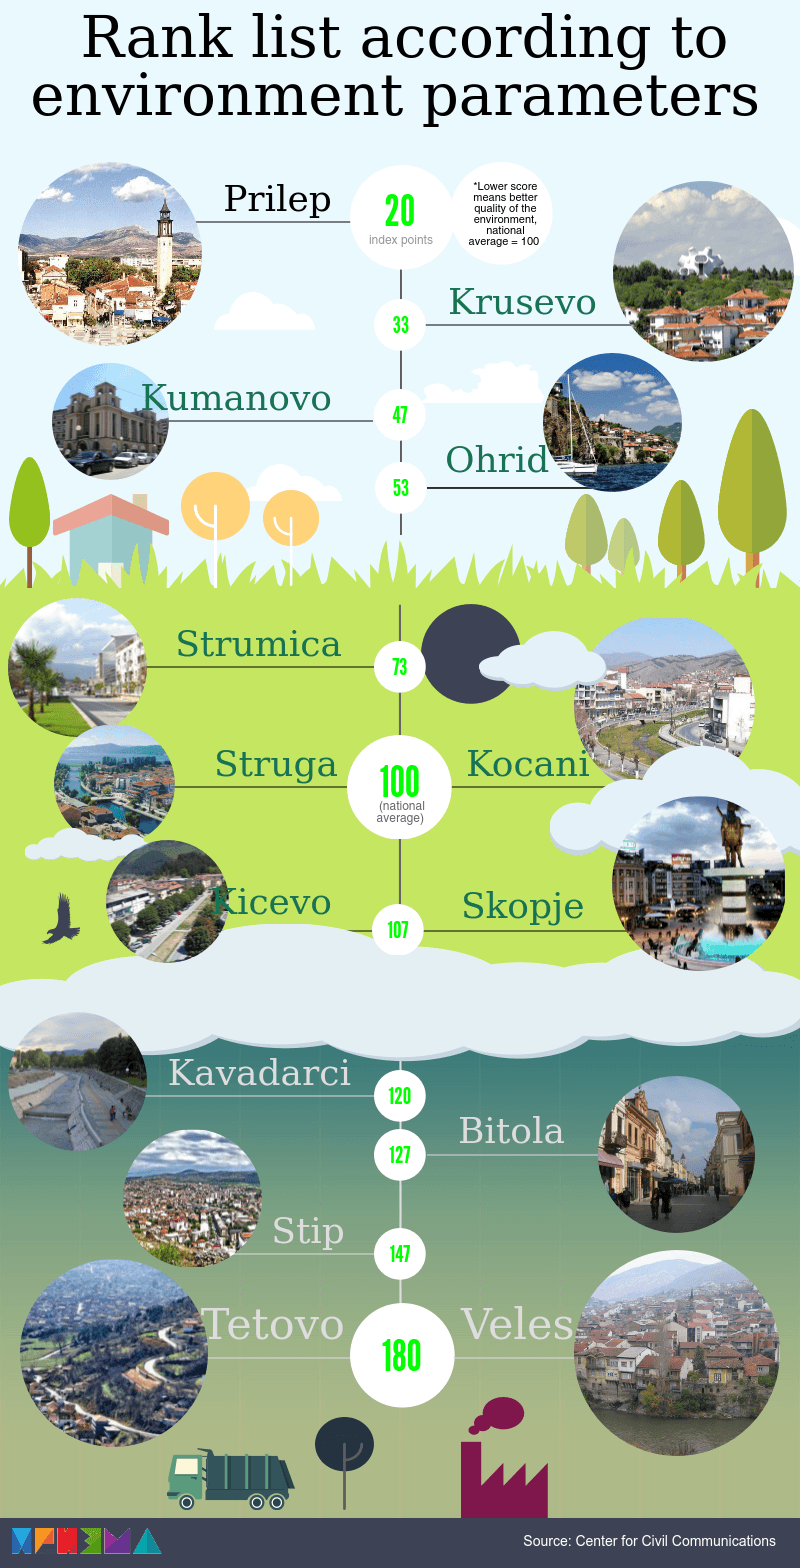 Rank list according to
environment parameters
Prilep
20
index points
*Lower score
means better
quality of the
environment,
national
average = 100
33
Krusevo
Kumanovo
47
Ohrid
53
Strumica
73
Struga
100
(national
average)
Kocani
Kicevo
107
Skopje
Kavadarci
120
127
Bitola
Stip
147
Tetovo
180
Veles
Source: Center for Civil Communications